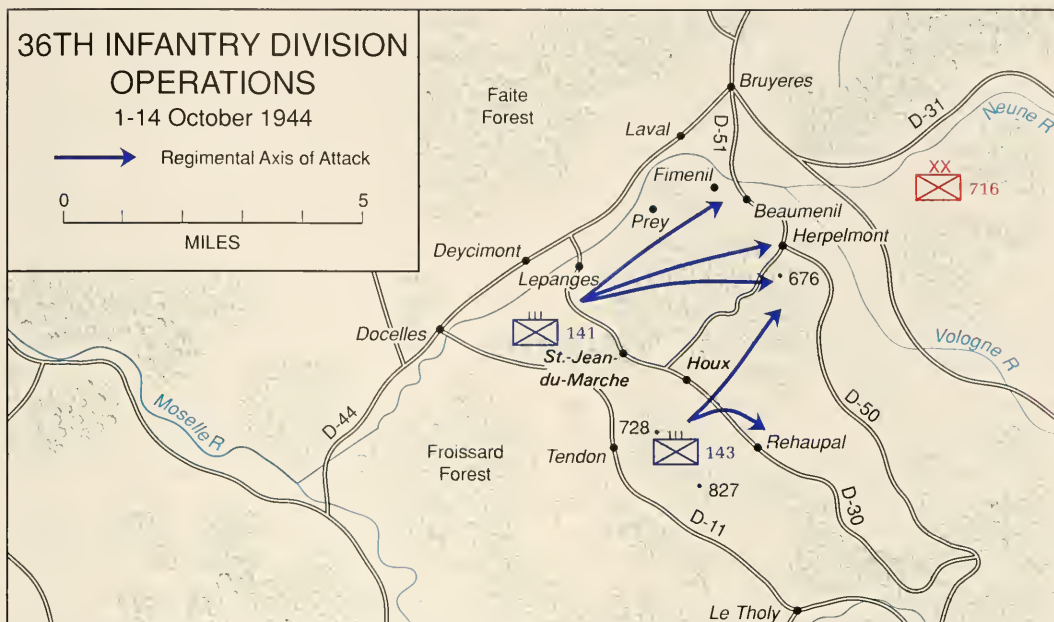 36TH INFANTRY DIVISION
OPERATIONS
1-14 October 1944
Regimental Axis of Attack
0
5
MILES
Faite
Forest
Bruyeres
D-31
Neune R
Laval
D-51
Fimenil
XX
716
Prey
Beaumenil
Herpelmont
Deycimont
Lepanges
676
Docelles
III
141
St.-Jean-
du-Marche
Houx
Vologne R
Moselle R
D-44
D-50
728
III
143
Froissard
Forest
Tendon
Rehaupal
827
D-30
D-11
Le Tholy